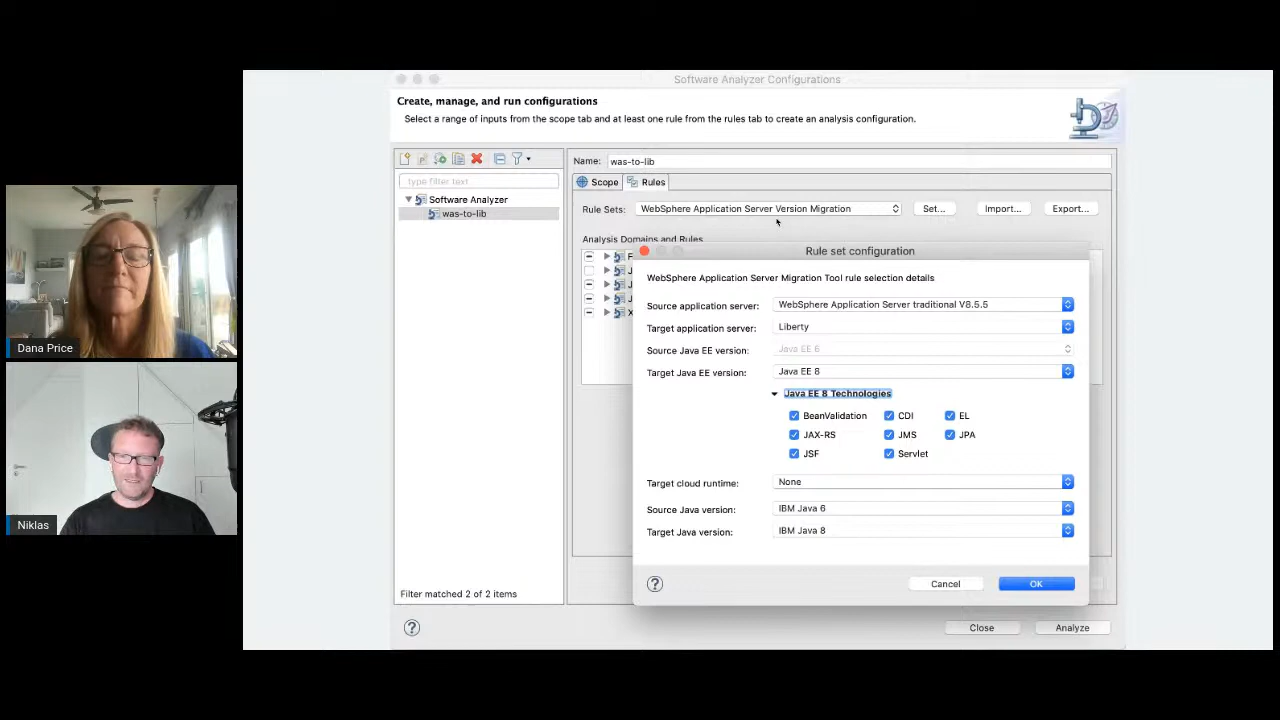 Software Analyzer Configurations
Create, manage, and run configurations
Select a range of inputs from the scope tab and at least one rule from the rules tab to create an analysis configuration.
type filter text
Software Analyzer
was-to-lib
Filter matched 2 of 2 items
Name: was-to-lib
Scope Rules
Rule Sets: WebSphere Application Server Version Migration Set... Import... Export...
Analysis Domains and Rules
F
J
J
J
X
Rule set configuration
WebSphere Application Server Migration Tool rule selection details
Source application server: WebSphere Application Server traditional V8.5.5
Target application server: Liberty
Source Java EE version: Java EE 6
Target Java EE version: Java EE 8
Java EE 8 Technologies
BeanValidation CDI EL
JAX-RS JMS JPA
JSF Servlet
Target cloud runtime: None
Source Java version: IBM Java 6
Target Java version: IBM Java 8
? Cancel OK
? Close Analyze
Dana Price
Niklas